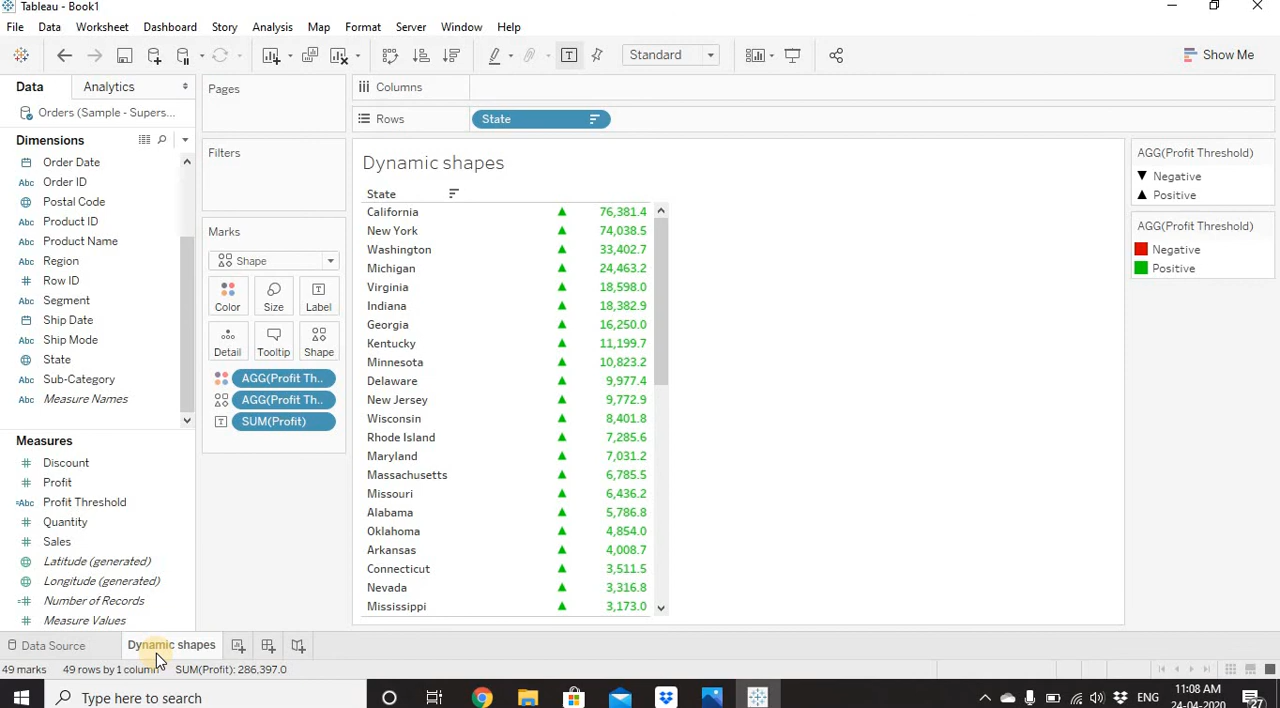 Tableau - Book1
File Data Worksheet Dashboard Story Analysis Map Format Server Window Help
Standard
Show Me
Data Analytics
Orders (Sample - Supers...
Dimensions
Order Date
Abc Order ID
Postal Code
Abc Product ID
Abc Product Name
Abc Region
# Row ID
Abc Segment
Ship Date
Abc Ship Mode
State
Abc Sub-Category
Abc Measure Names
Measures
# Discount
# Profit
=Abc Profit Threshold
# Quantity
# Sales
Latitude (generated)
Longitude (generated)
=# Number of Records
# Measure Values
Pages
Filters
Marks
Shape
Color Size Label
Detail Tooltip Shape
AGG(Profit Th..
AGG(Profit Th..
SUM(Profit)
Columns
Rows State
Dynamic shapes
State
California ▲ 76,381.4
New York ▲ 74,038.5
Washington ▲ 33,402.7
Michigan ▲ 24,463.2
Virginia ▲ 18,598.0
Indiana ▲ 18,382.9
Georgia ▲ 16,250.0
Kentucky ▲ 11,199.7
Minnesota ▲ 10,823.2
Delaware ▲ 9,977.4
New Jersey ▲ 9,772.9
Wisconsin ▲ 8,401.8
Rhode Island ▲ 7,285.6
Maryland ▲ 7,031.2
Massachusetts ▲ 6,785.5
Missouri ▲ 6,436.2
Alabama ▲ 5,786.8
Oklahoma ▲ 4,854.0
Arkansas ▲ 4,008.7
Connecticut ▲ 3,511.5
Nevada ▲ 3,316.8
Mississippi ▲ 3,173.0
AGG(Profit Threshold)
▼ Negative
▲ Positive
AGG(Profit Threshold)
Negative
Positive
Data Source Dynamic shapes
49 marks 49 rows by 1 column SUM(Profit): 286,397.0
Type here to search
ENG
11:08 AM
24-04-2020
27